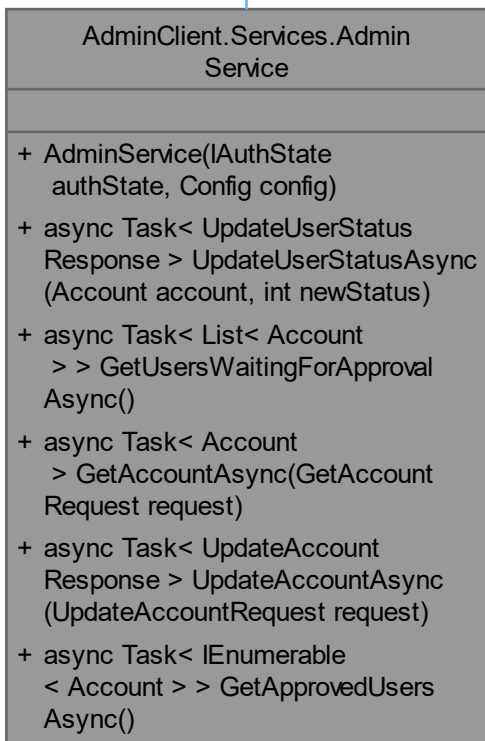 AdminClient.Services.Admin
Service
+ AdminService(IAuthState
authState, Config config)
+ async Task< UpdateUserStatus
Response > UpdateUserStatusAsync
(Account account, int newStatus)
+ async Task< List< Account
> > GetUsersWaitingForApproval
Async()
+ async Task< Account
> GetAccountAsync(GetAccount
Request request)
+ async Task< UpdateAccount
Response > UpdateAccountAsync
(UpdateAccountRequest request)
+ async Task< IEnumerable
< Account > > GetApprovedUsers
Async()